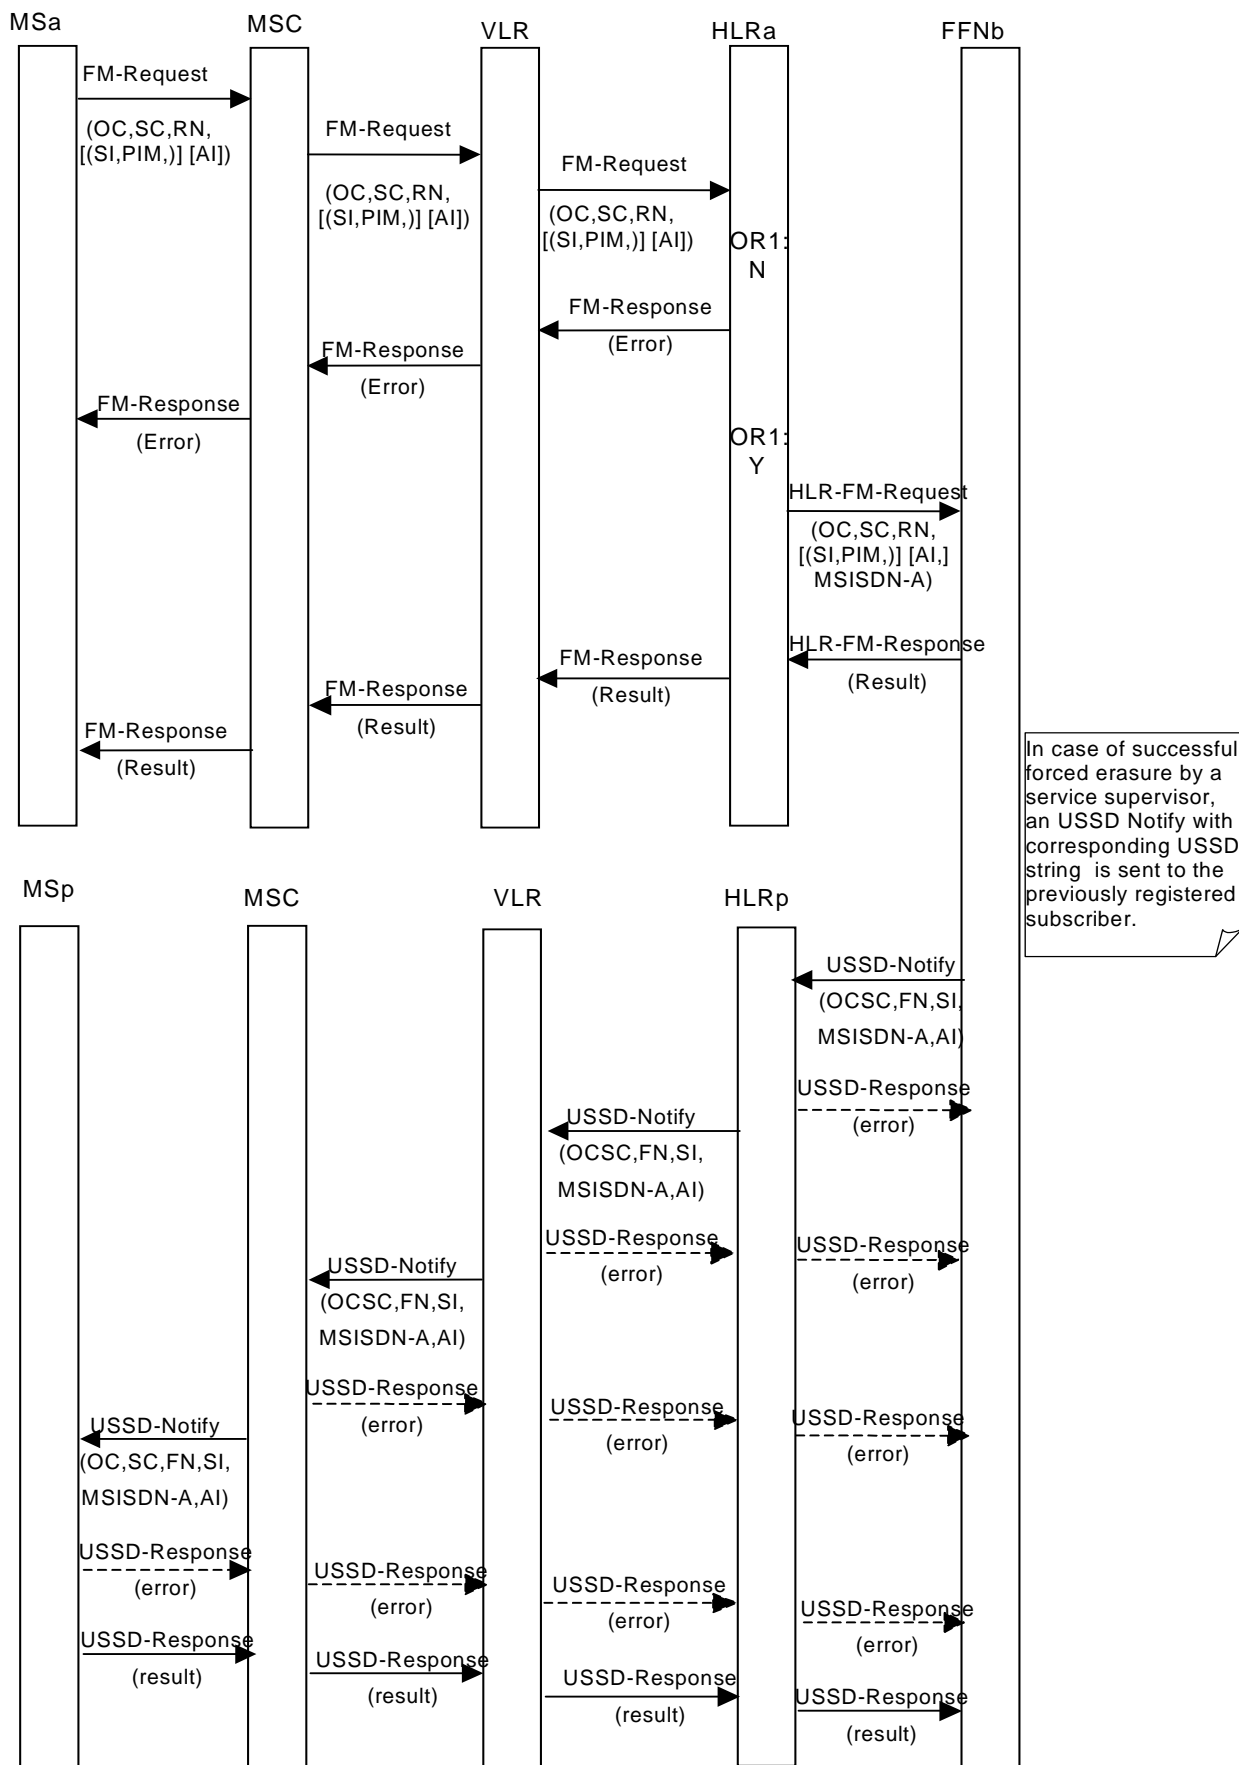 MSa
MSC
VLR
HLRa
FFNb
FM-Request
(OC,SC,RN,
[(SI,PIM,)] [AI])
FM-Request
(OC,SC,RN,
[(SI,PIM,)] [AI])
FM-Request
(OC,SC,RN,
[(SI,PIM,)] [AI])
OR1:
N
FM-Response
(Error)
FM-Response
(Error)
FM-Response
(Error)
OR1:
Y
HLR-FM-Request
(OC,SC,RN,
[(SI,PIM,)] [AI,]
MSISDN-A)
HLR-FM-Response
(Result)
FM-Response
(Result)
FM-Response
(Result)
FM-Response
(Result)
In case of successful
forced erasure by a
service supervisor,
an USSD Notify with
corresponding USSD
string is sent to the
previously registered
subscriber.
MSp
MSC
VLR
HLRp
USSD-Notify
(OCSC,FN,SI,
MSISDN-A,AI)
USSD-Response
(error)
USSD-Notify
(OCSC,FN,SI,
MSISDN-A,AI)
USSD-Response
(error)
USSD-Response
(error)
USSD-Notify
(OCSC,FN,SI,
MSISDN-A,AI)
USSD-Response
(error)
USSD-Response
(error)
USSD-Response
(error)
USSD-Notify
(OC,SC,FN,SI,
MSISDN-A,AI)
USSD-Response
(error)
USSD-Response
(error)
USSD-Response
(error)
USSD-Response
(error)
USSD-Response
(result)
USSD-Response
(result)
USSD-Response
(result)
USSD-Response
(result)